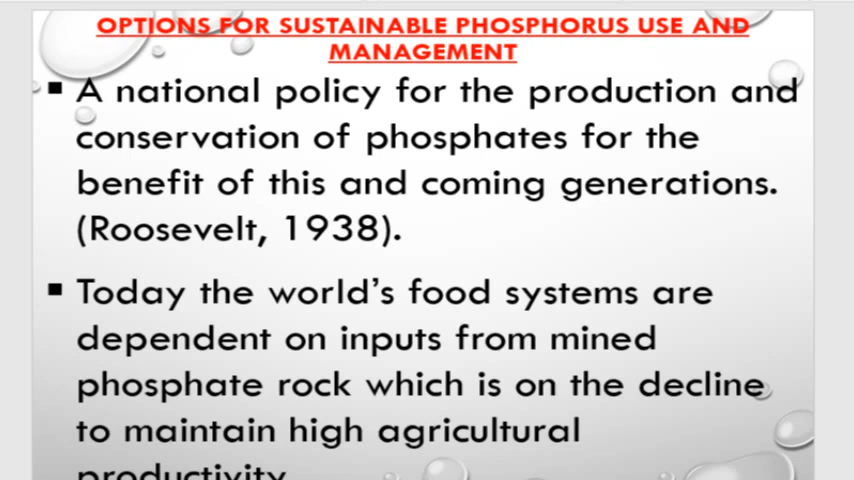 OPTIONS FOR SUSTAINABLE PHOSPHORUS USE AND
MANAGEMENT
▪ A national policy for the production and
conservation of phosphates for the
benefit of this and coming generations.
(Roosevelt, 1938).
▪ Today the world’s food systems are
dependent on inputs from mined
phosphate rock which is on the decline
to maintain high agricultural
productivity